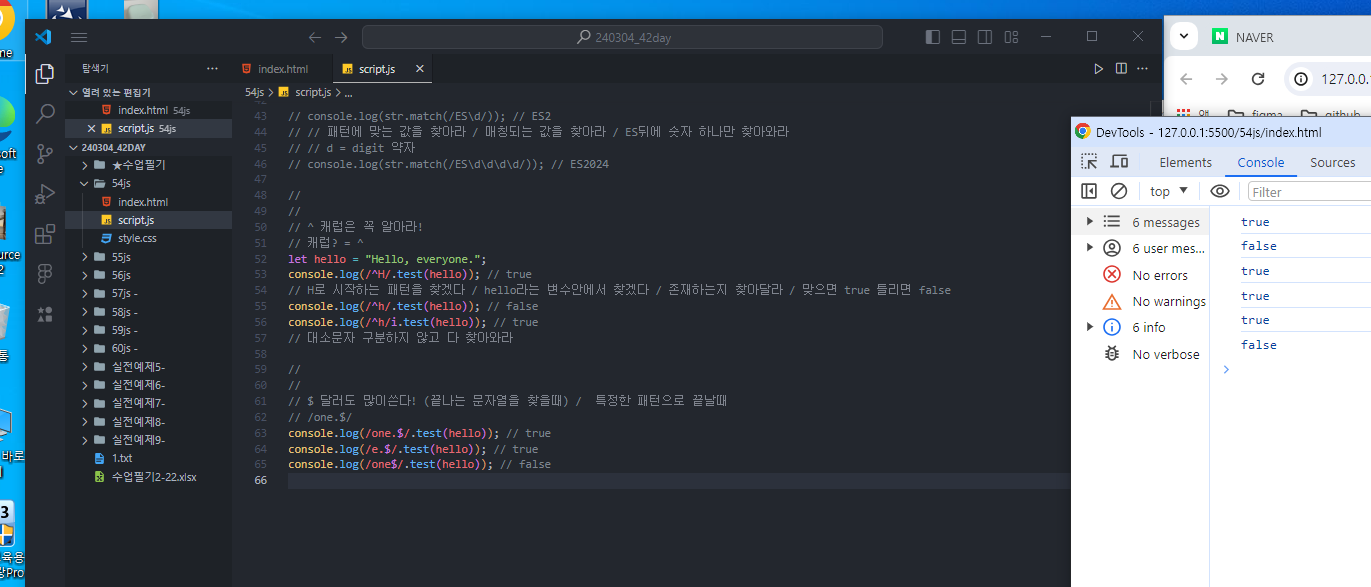 240304_42day
탐색기
index.html
script.js
54js > script.js > ...
열려 있는 편집기
index.html 54js
script.js 54js
240304_42DAY
★수업필기
54js
index.html
script.js
style.css
55js
56js
57js -
58js -
59js -
60js -
실전예제5-
실전예제6-
실전예제7-
실전예제8-
실전예제9-
1.txt
수업필기2-22.xlsx
43 // console.log(str.match(/ES\d/)); // ES2
44 // // 패턴에 맞는 값을 찾아라 / 매칭되는 값을 찾아라 / ES뒤에 숫자 하나만 찾아와라
45 // // d = digit 약자
46 // console.log(str.match(/ES\d\d\d\d/)); // ES2024
47
48 //
49 //
50 // ^ 캐럽은 꼭 알아라!
51 // 캐럽? = ^
52 let hello = "Hello, everyone.";
53 console.log(/^H/.test(hello)); // true
54 // H로 시작하는 패턴을 찾겠다 / hello라는 변수안에서 찾겠다 / 존재하는지 찾아달라 / 맞으면 true 틀리면 false
55 console.log(/^h/.test(hello)); // false
56 console.log(/^h/i.test(hello)); // true
57 // 대소문자 구분하지 않고 다 찾아와라
58
59 //
60 //
61 // $ 달러도 많이쓴다! (끝나는 문자열을 찾을때) /  특정한 패턴으로 끝날때
62 // /one.$/
63 console.log(/one.$/.test(hello)); // true
64 console.log(/e.$/.test(hello)); // true
65 console.log(/one$/.test(hello)); // false
66
NAVER
127.0.0.
figma
github
DevTools - 127.0.0.1:5500/54js/index.html
Elements Console Sources
top Filter
6 messages
6 user mes...
No errors
No warnings
6 info
No verbose
true
false
true
true
true
false